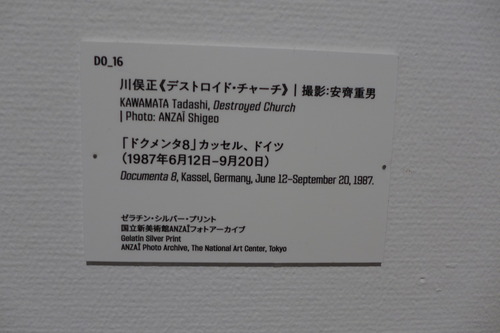 DO_16
川俣正《デストロイド・チャーチ》 | 撮影:安齊重男
KAWAMATA Tadashi, Destroyed Church
| Photo: ANZAÏ Shigeo
「ドクメンタ8」カッセル、ドイツ
(1987年6月12日–9月20日)
Documenta 8, Kassel, Germany, June 12–September 20, 1987.
ゼラチン・シルバー・プリント
国立新美術館ANZAÏフォトアーカイブ
Gelatin Silver Print
ANZAÏ Photo Archive, The National Art Center, Tokyo